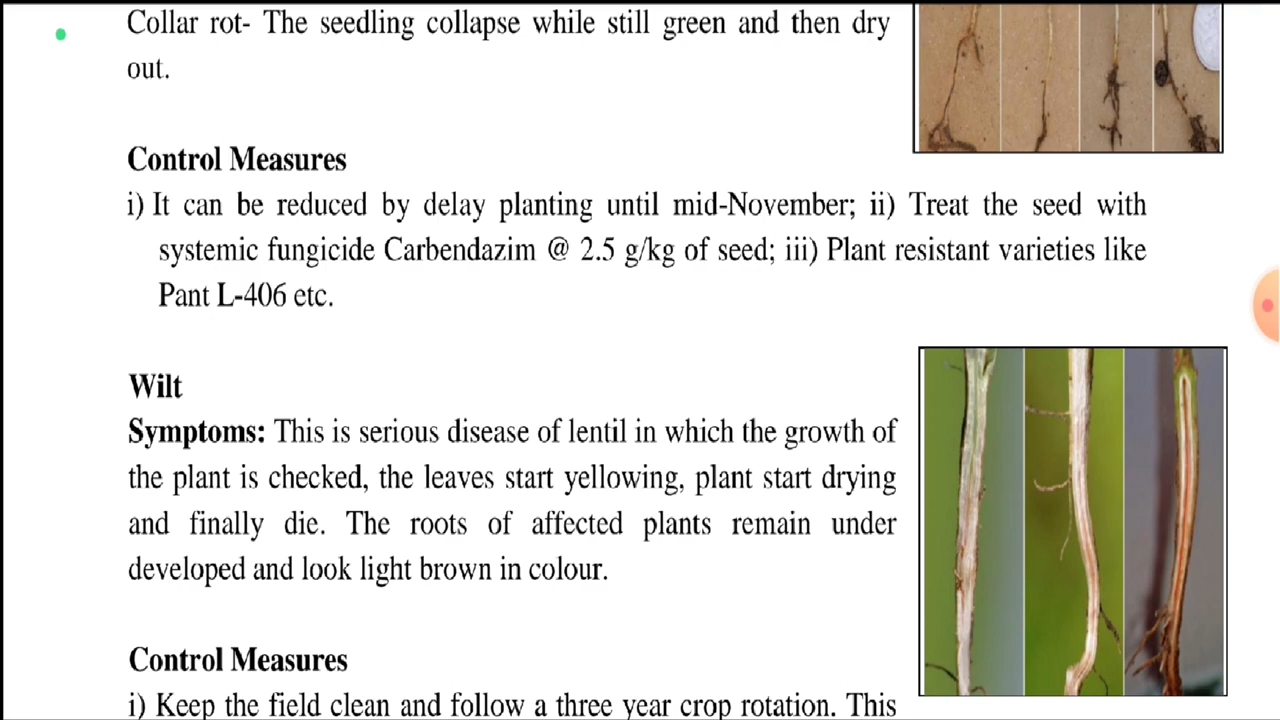 Collar rot- The seedling collapse while still green and then dry
out.
Control Measures
i) It can be reduced by delay planting until mid-November; ii) Treat the seed with
systemic fungicide Carbendazim @ 2.5 g/kg of seed; iii) Plant resistant varieties like
Pant L-406 etc.
Wilt
Symptoms: This is serious disease of lentil in which the growth of
the plant is checked, the leaves start yellowing, plant start drying
and finally die. The roots of affected plants remain under
developed and look light brown in colour.
Control Measures
i) Keep the field clean and follow a three year crop rotation. This